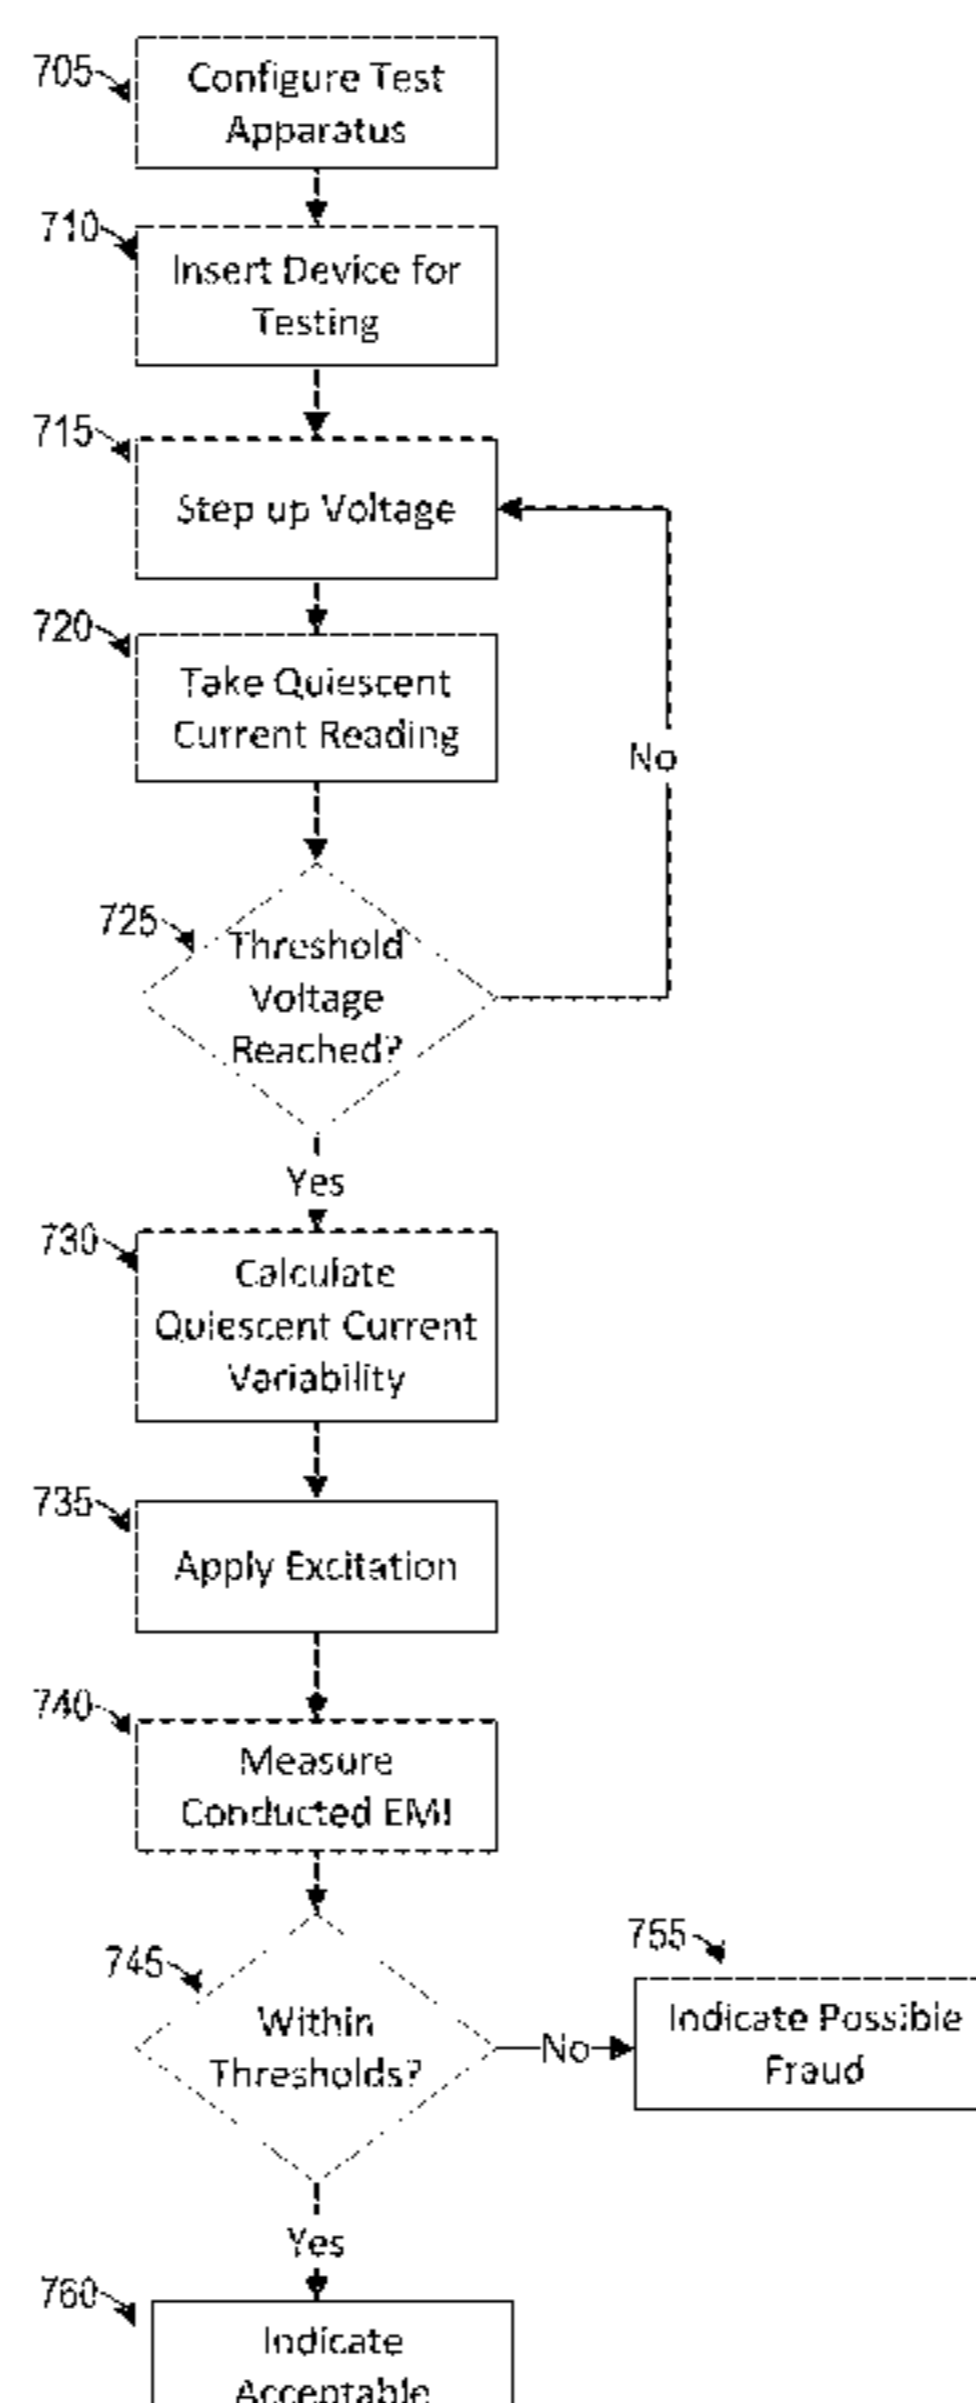 705
Configure Test
Apparatus
710
Insert Device for
Testing
715
Step up Voltage
720
Take Quiescent
Current Reading
No
725
Threshold
Voltage
Reached?
Yes
730
Calculate
Quiescent Current
Variability
735
Apply Excitation
740
Measure
Conducted EMI
745
Within
Thresholds?
No
755
Indicate Possible
Fraud
Yes
760
Indicate
Acceptable